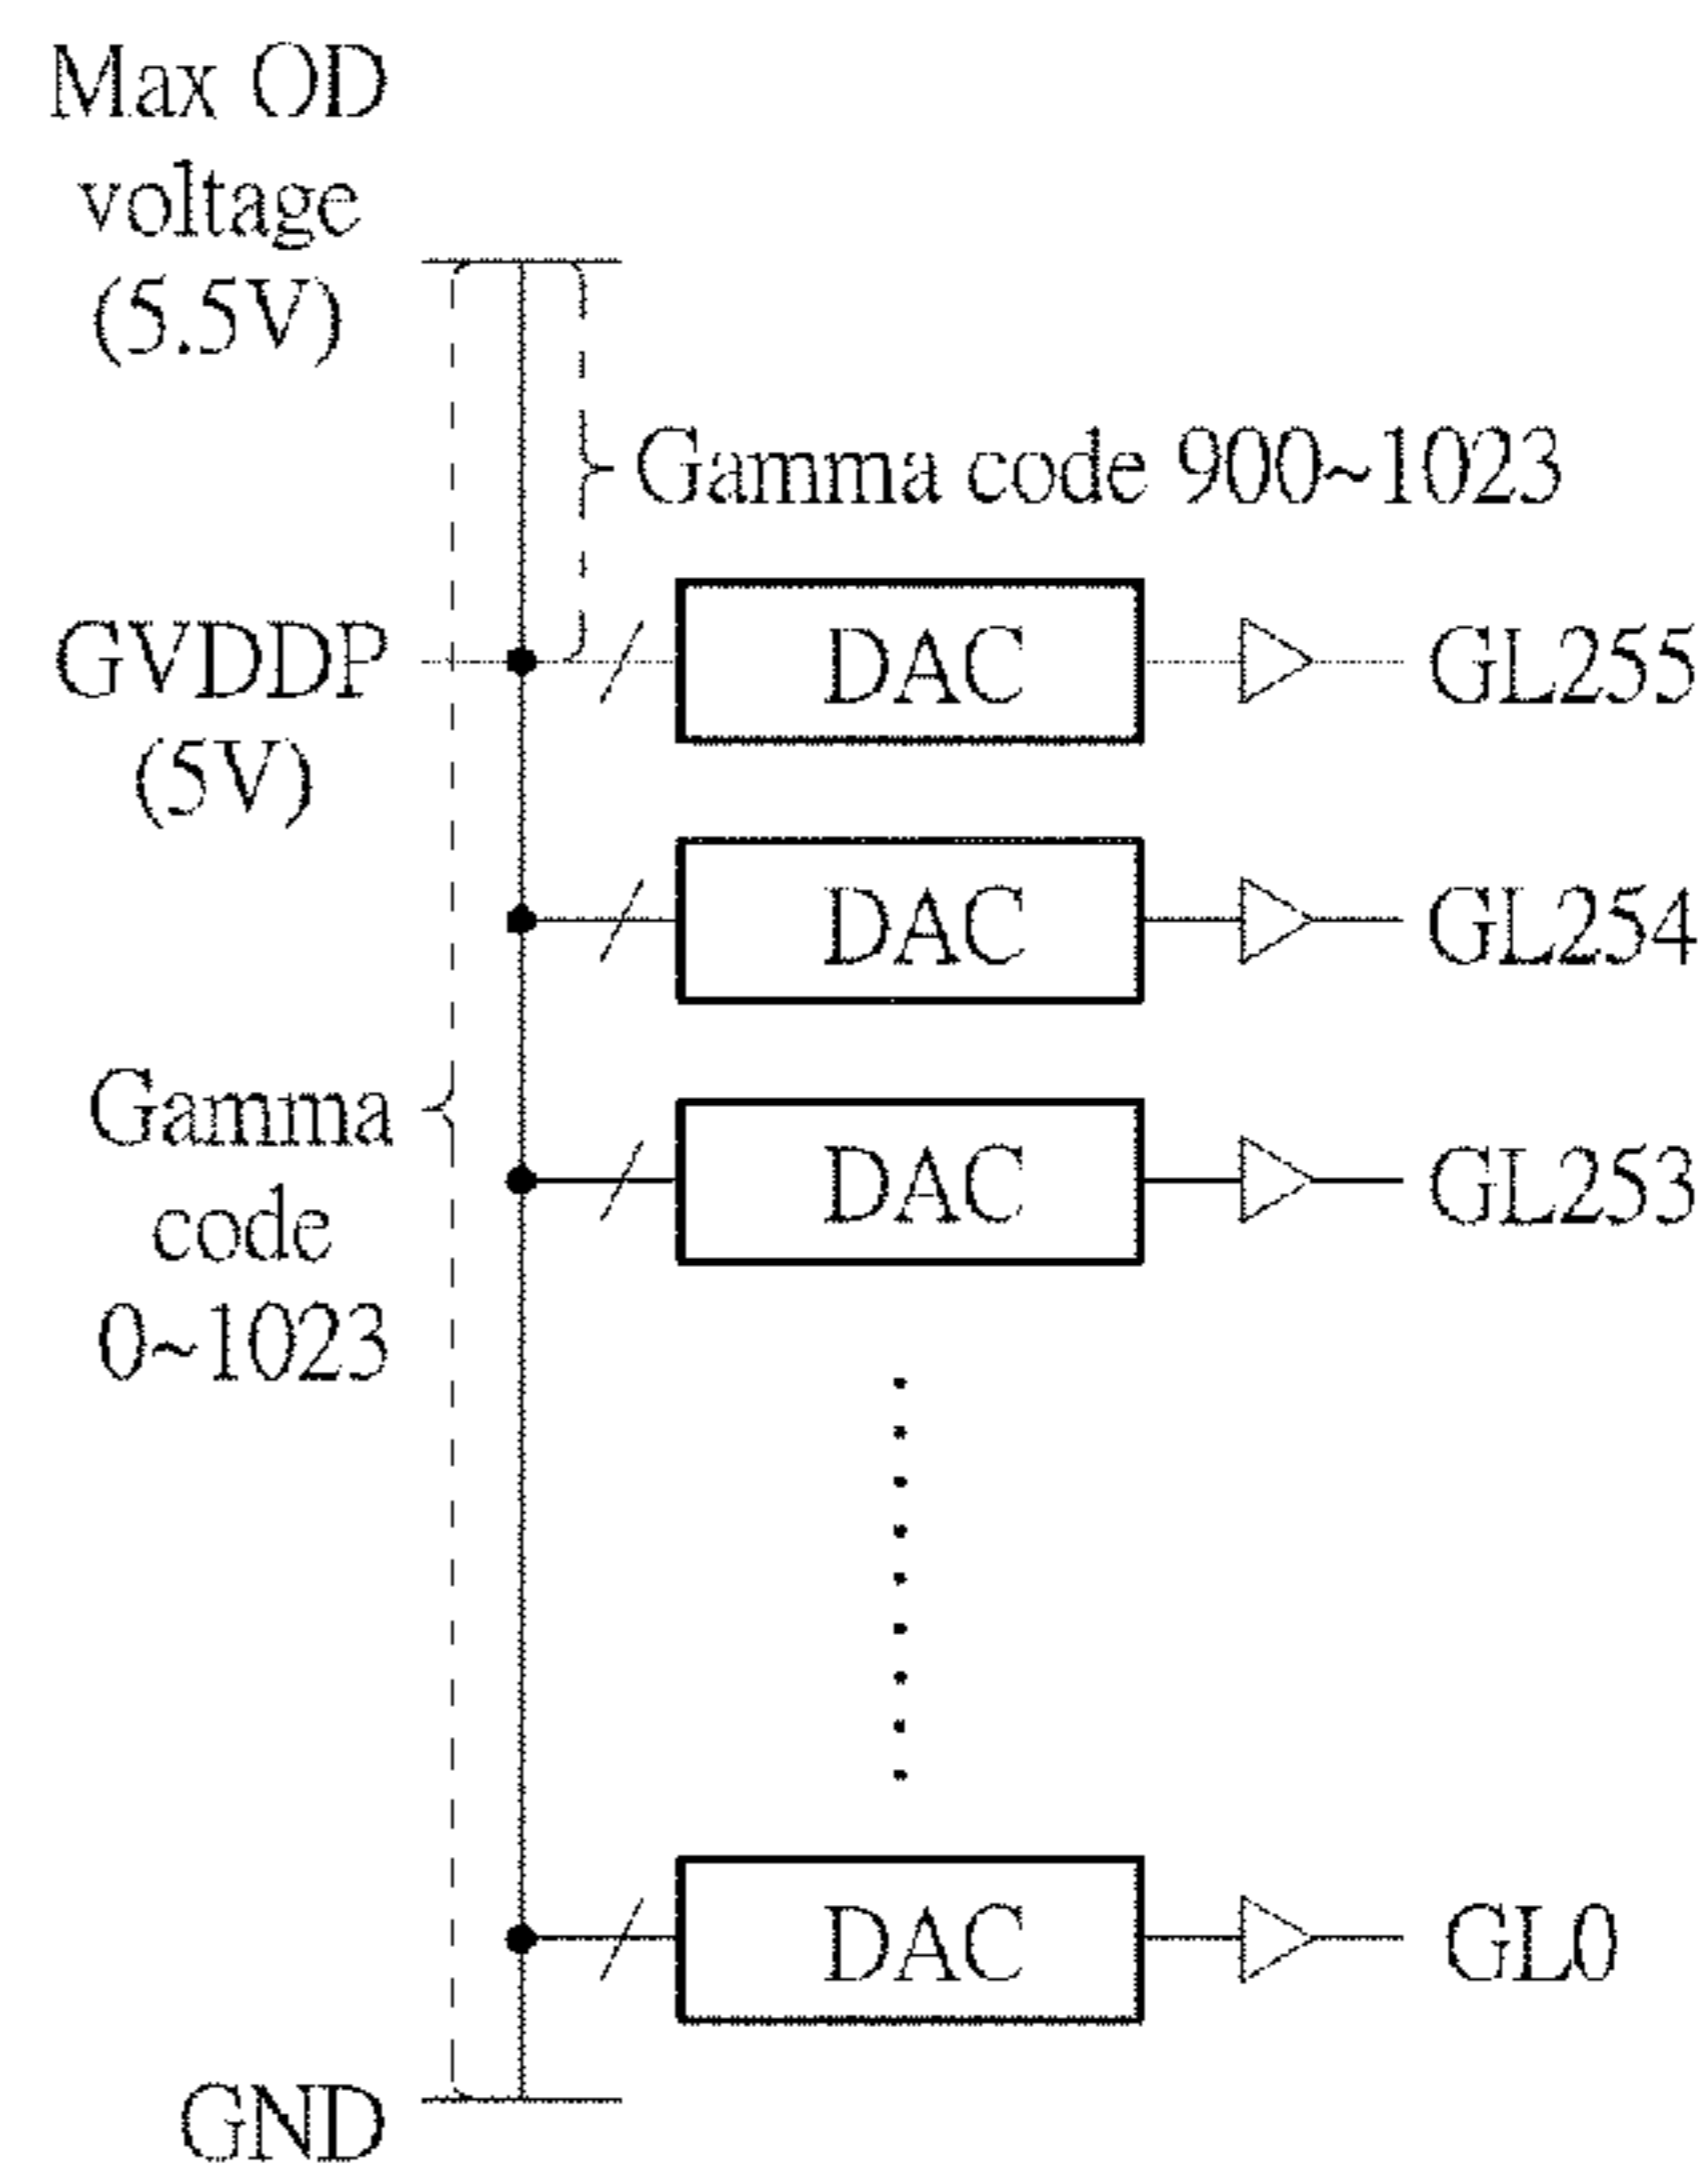 Max OD
voltage
(5.5V)
Gamma code 900~1023
GVDDP
(5V)
DAC
GL255
DAC
GL254
Gamma
code
0~1023
DAC
GL253
DAC
GL0
GND